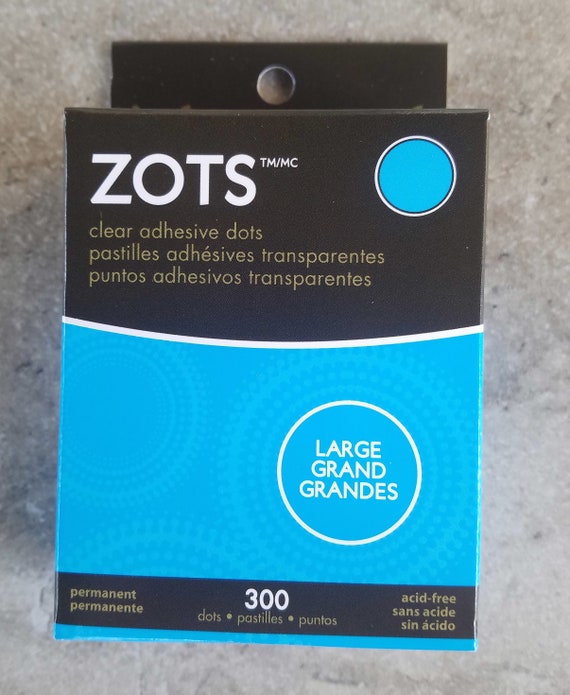 ZOTS TM/MC
clear adhesive dots
pastilles adhésives transparentes
puntos adhesivos transparentes
LARGE
GRAND
GRANDES
permanent
permanente
300
dots • pastilles • puntos
acid-free
sans acide
sin ácido